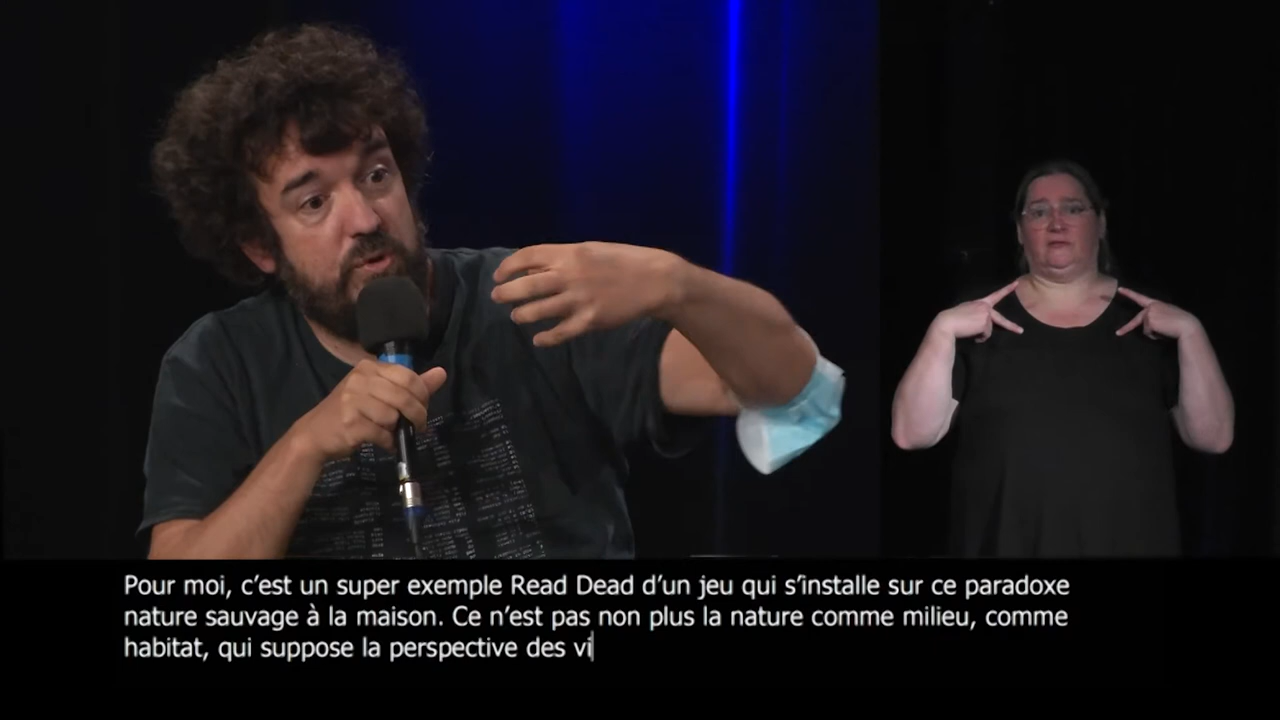 Pour moi, c’est un super exemple Read Dead d’un jeu qui s’installe sur ce paradoxe
nature sauvage à la maison. Ce n’est pas non plus la nature comme milieu, comme
habitat, qui suppose la perspective des vi